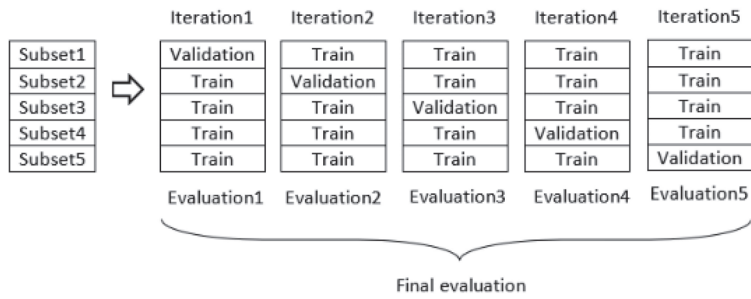 Iteration1 Iteration2 Iteration3 Iteration4 Iteration5
Subset1 Validation Train Train Train Train
Subset2 Train Validation Train Train Train
Subset3 Train Train Validation Train Train
Subset4 Train Train Train Validation Train
Subset5 Train Train Train Train Validation
Evaluation1 Evaluation2 Evaluation3 Evaluation4 Evaluation5
Final evaluation